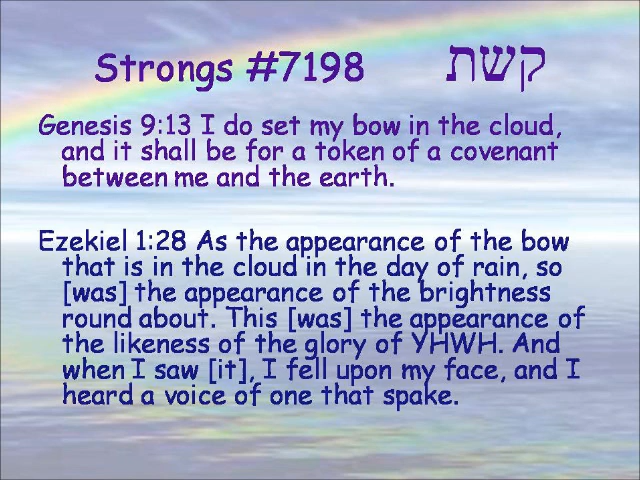 Strongs #7198 קשת
Genesis 9:13 I do set my bow in the cloud,
and it shall be for a token of a covenant
between me and the earth.
Ezekiel 1:28 As the appearance of the bow
that is in the cloud in the day of rain, so
[was] the appearance of the brightness
round about. This [was] the appearance of
the likeness of the glory of YHWH. And
when I saw [it], I fell upon my face, and I
heard a voice of one that spake.